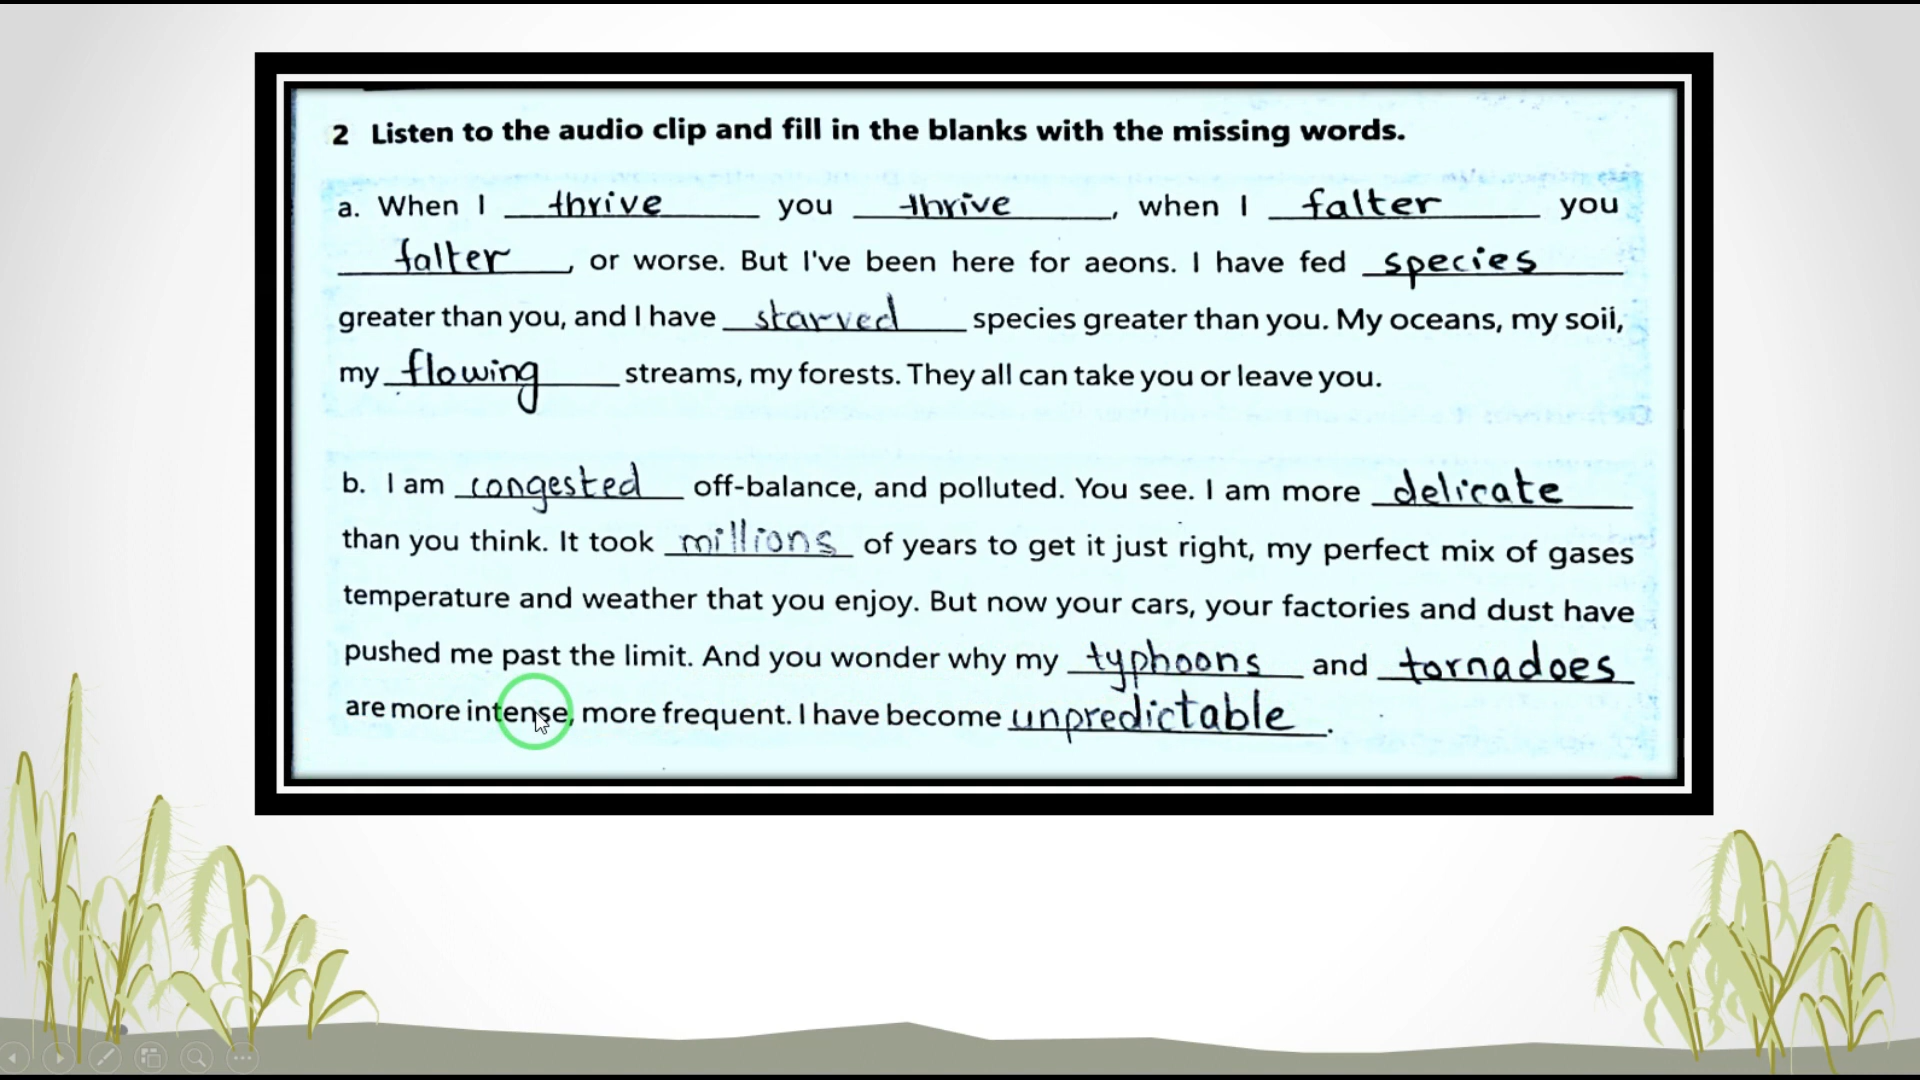 2 Listen to the audio clip and fill in the blanks with the missing words.
a. When I thrive you thrive, when I falter you
falter, or worse. But I've been here for aeons. I have fed species
greater than you, and I have starved species greater than you. My oceans, my soil,
my flowing streams, my forests. They all can take you or leave you.
b. I am congested off-balance, and polluted. You see. I am more delicate
than you think. It took millions of years to get it just right, my perfect mix of gases
temperature and weather that you enjoy. But now your cars, your factories and dust have
pushed me past the limit. And you wonder why my typhoons and tornadoes
are more intense, more frequent. I have become unpredictable.